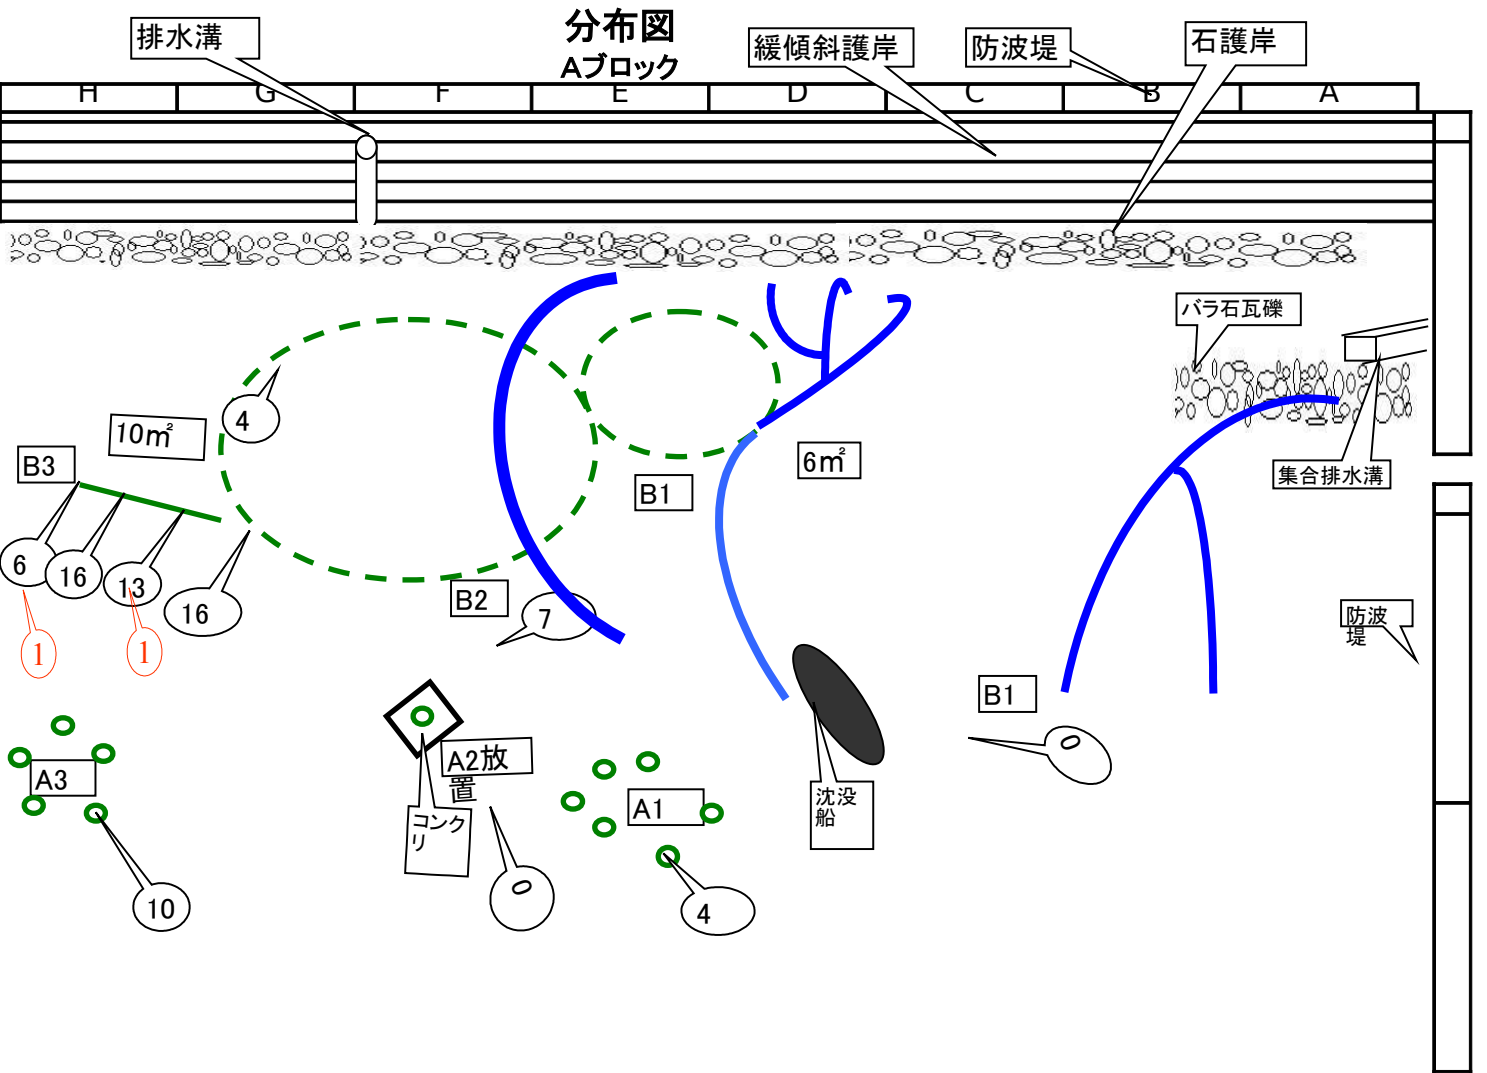 分布図
Aブロック
排水溝
緩傾斜護岸
防波堤
石護岸
H G F E D C B A
バラ石瓦礫
集合排水溝
4
10㎡
B3
6㎡
B1
6
16
13
16
B2
7
1
1
防波
堤
B1
0
A2放
置
A3
コンク
リ
A1
沈没
船
10
0
4